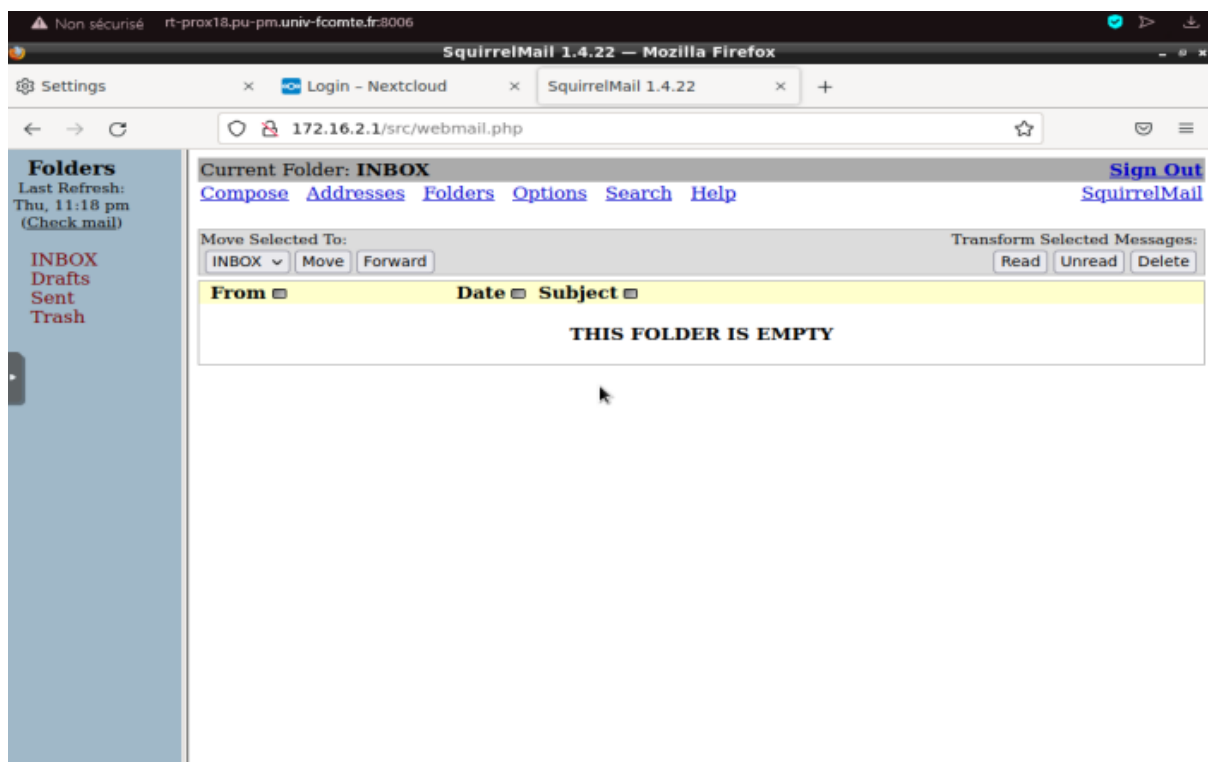 Non sécurisé rt-prox18.pu-pm.univ-fcomte.fr:8006
SquirrelMail 1.4.22 — Mozilla Firefox
Settings Login – Nextcloud SquirrelMail 1.4.22
172.16.2.1/src/webmail.php
Folders
Last Refresh:
Thu, 11:18 pm
(Check mail)
INBOX
Drafts
Sent
Trash
Current Folder: INBOX Sign Out
Compose Addresses Folders Options Search Help SquirrelMail
Move Selected To: Transform Selected Messages:
INBOX Move Forward Read Unread Delete
From Date Subject
THIS FOLDER IS EMPTY